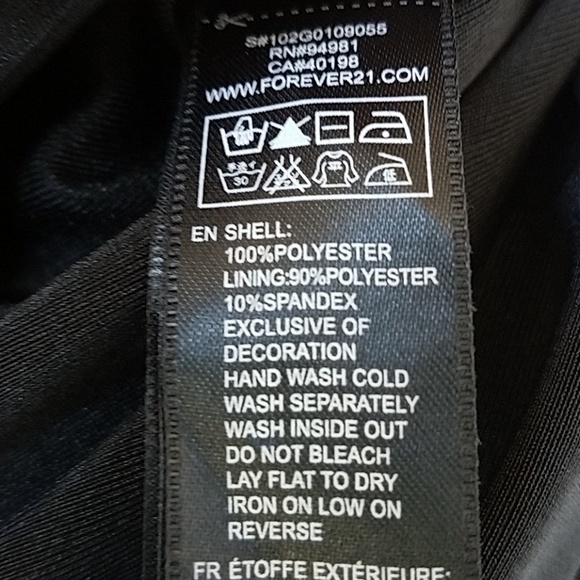 S#102G0109055
RN#94981
CA#40198
WWW.FOREVER21.COM
30
EN SHELL:
100%POLYESTER
LINING:90%POLYESTER
10%SPANDEX
EXCLUSIVE OF
DECORATION
HAND WASH COLD
WASH SEPARATELY
WASH INSIDE OUT
DO NOT BLEACH
LAY FLAT TO DRY
IRON ON LOW ON
REVERSE
FR ÉTOFFE EXTÉRIEURE: